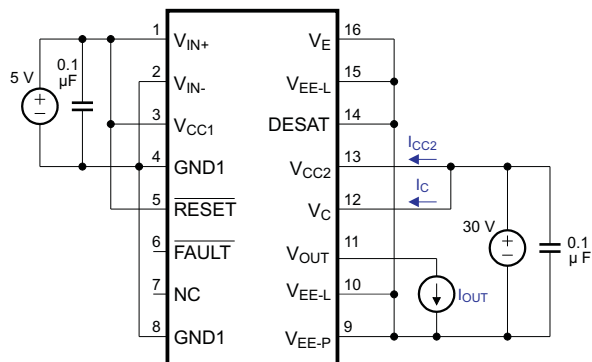 1 V_IN+ V_E 16
2 V_IN- V_EE-L 15
5 V + − 0.1 µF
3 V_CC1 DESAT 14
4 GND1 V_CC2 13 I_CC2
5 RESET V_C 12 I_C
6 FAULT V_OUT 11
30 V + − 0.1 µ F
7 NC V_EE-L 10 I_OUT
8 GND1 V_EE-P 9